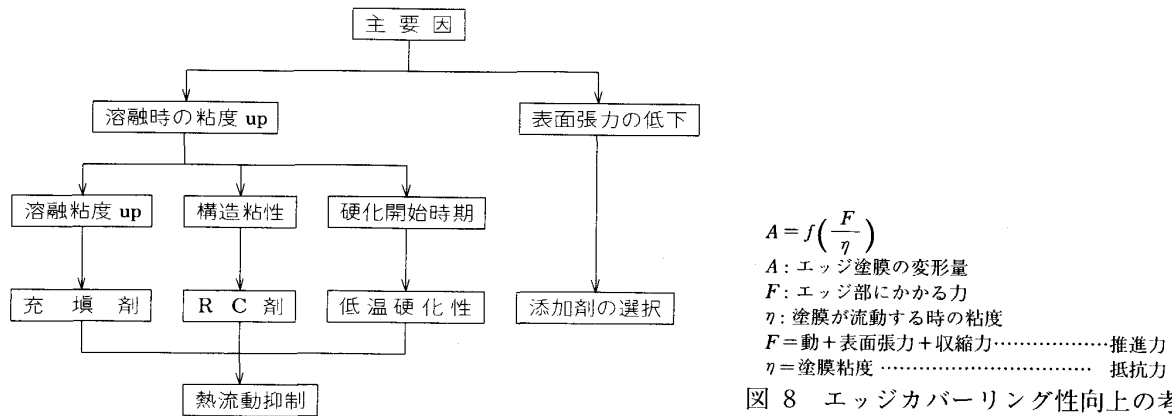 主要因
溶融時の粘度 up
表面張力の低下
溶融粘度 up
構造粘性
硬化開始時期
充填剤
RC剤
低温硬化性
添加剤の選択
熱流動抑制
A=f(F/η)
A:エッジ塗膜の変形量
F:エッジ部にかかる力
η:塗膜が流動する時の粘度
F=動+表面張力+収縮力………………推進力
η=塗膜粘度……………………………抵抗力
図 8 エッジカバーリング性向上の考